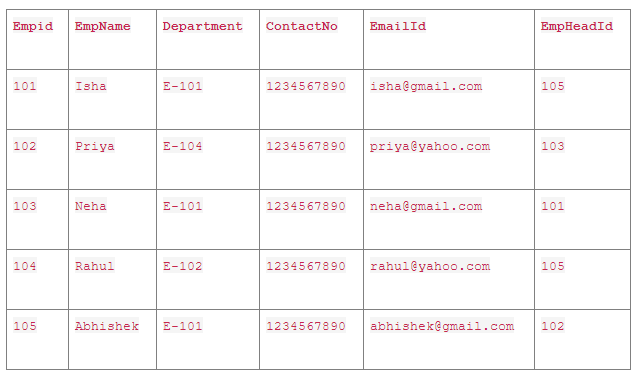 Empid EmpName Department ContactNo EmailId EmpHeadId
101 Isha E-101 1234567890 isha@gmail.com 105
102 Priya E-104 1234567890 priya@yahoo.com 103
103 Neha E-101 1234567890 neha@gmail.com 101
104 Rahul E-102 1234567890 rahul@yahoo.com 105
105 Abhishek E-101 1234567890 abhishek@gmail.com 102